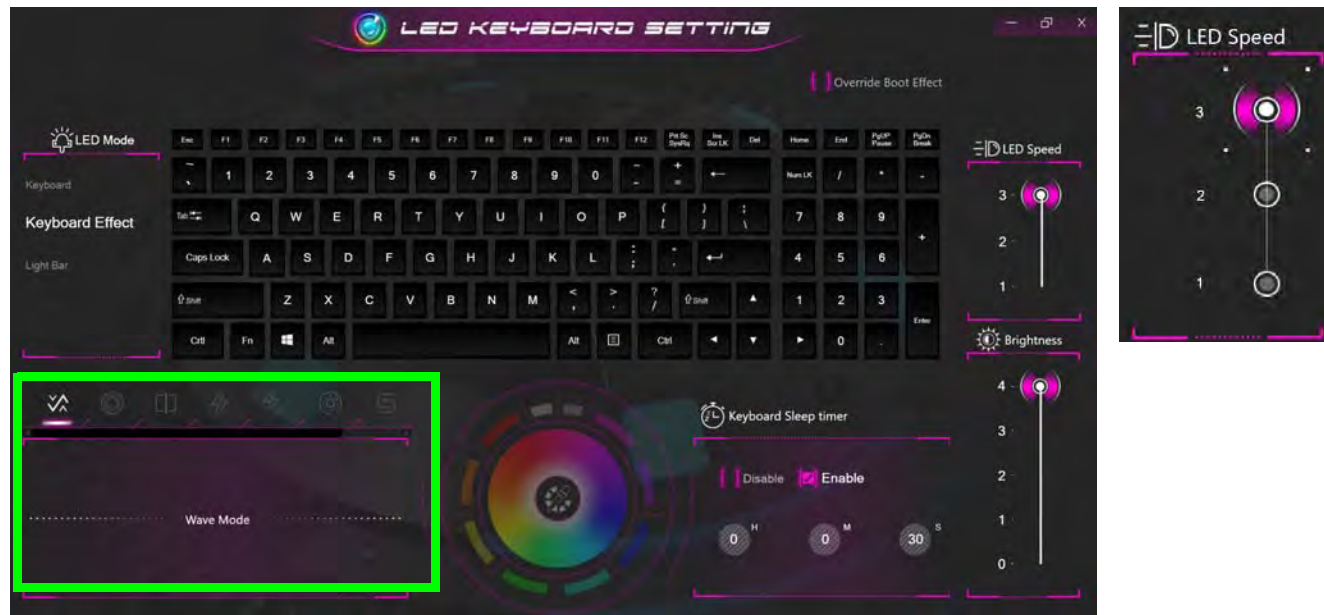 LED KEYBOARD SETTING
Override Boot Effect
LED Mode
Keyboard
Keyboard Effect
Light Bar
Esc F1 F2 F3 F4 F5 F6 F7 F8 F9 F10 F11 F12 Prt Sc SysRq Ins Scr LK Del Home End PgUP Pause PgDn Break
~ ` 1 2 3 4 5 6 7 8 9 0 - + = ← Num LK / * -
Tab Q W E R T Y U I O P { [ } ] \ 7 8 9 +
Caps Lock A S D F G H J K L : ; 4 5 6
Shift Z X C V B N M < , > . ? / Shift ▲ 1 2 3 Enter
Crtl Fn Alt Alt Ctrl ◄ ▼ ► 0 .
LED Speed
3
2
1
Brightness
4
3
2
1
0
Wave Mode
Keyboard Sleep timer
Disable Enable
0 H 0 M 30 S
LED Speed
3
2
1